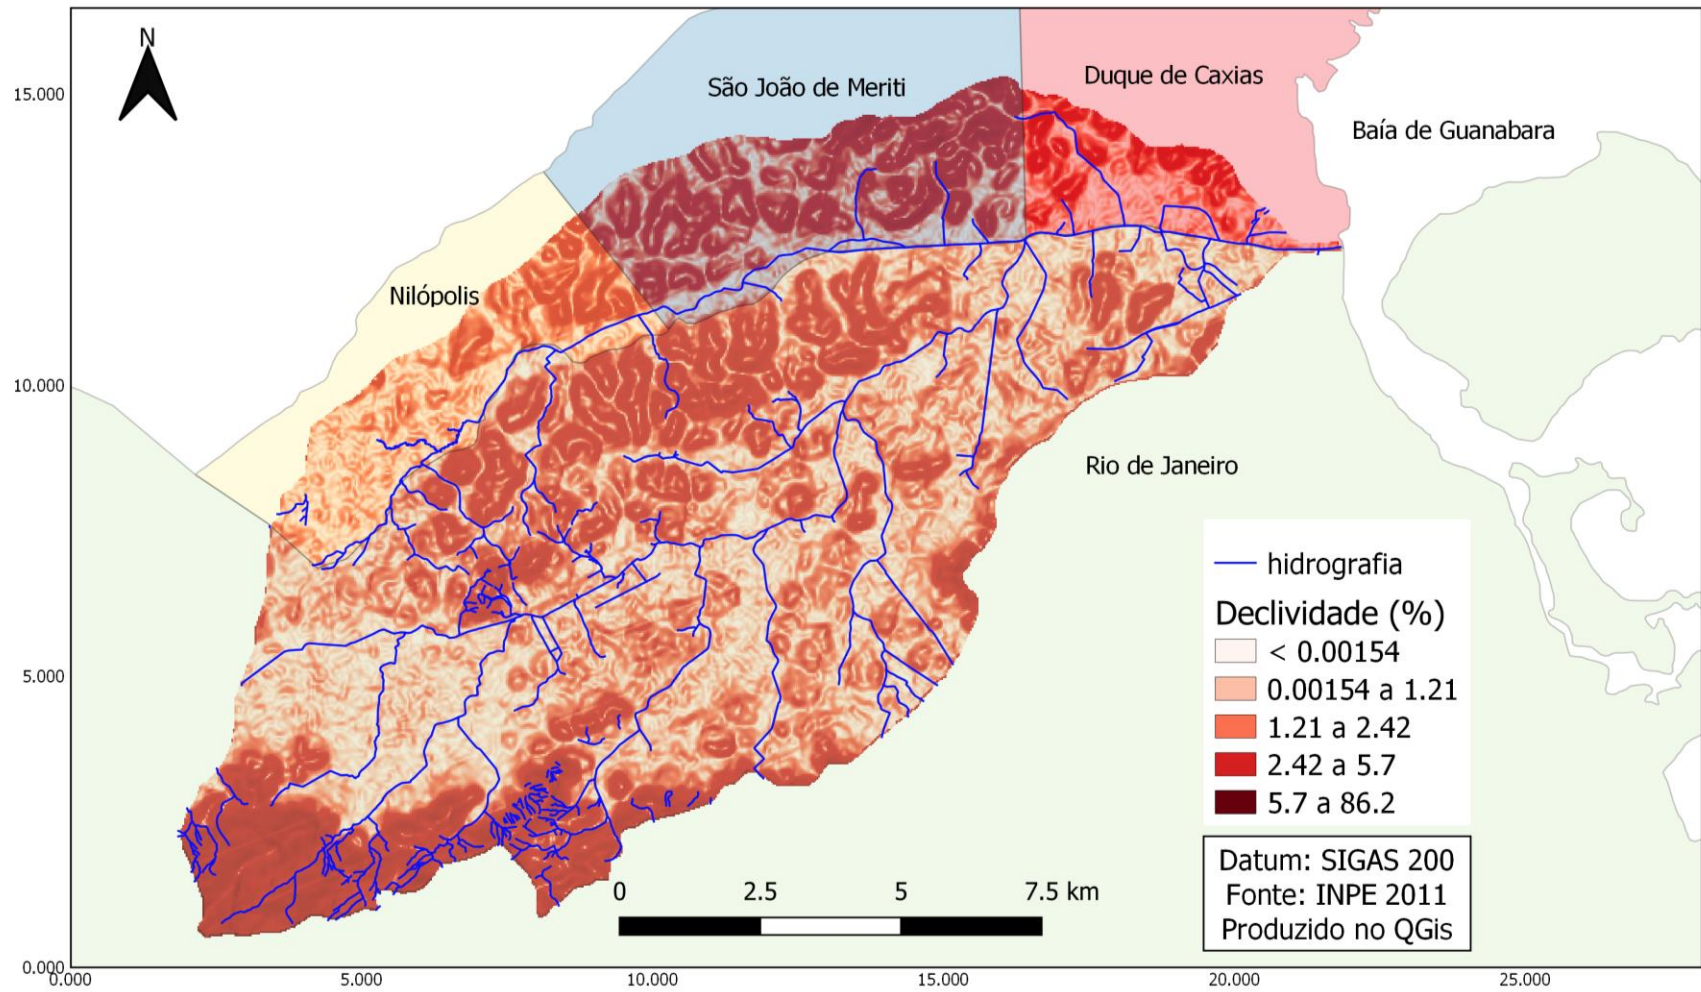 N
São João de Meriti
Duque de Caxias
Baía de Guanabara
Nilópolis
Rio de Janeiro
15.000
10.000
5.000
0.000
0.000
5.000
10.000
15.000
20.000
25.000
hidrografia
Declividade (%)
< 0.00154
0.00154 a 1.21
1.21 a 2.42
2.42 a 5.7
5.7 a 86.2
0 2.5 5 7.5 km
Datum: SIGAS 200
Fonte: INPE 2011
Produzido no QGis